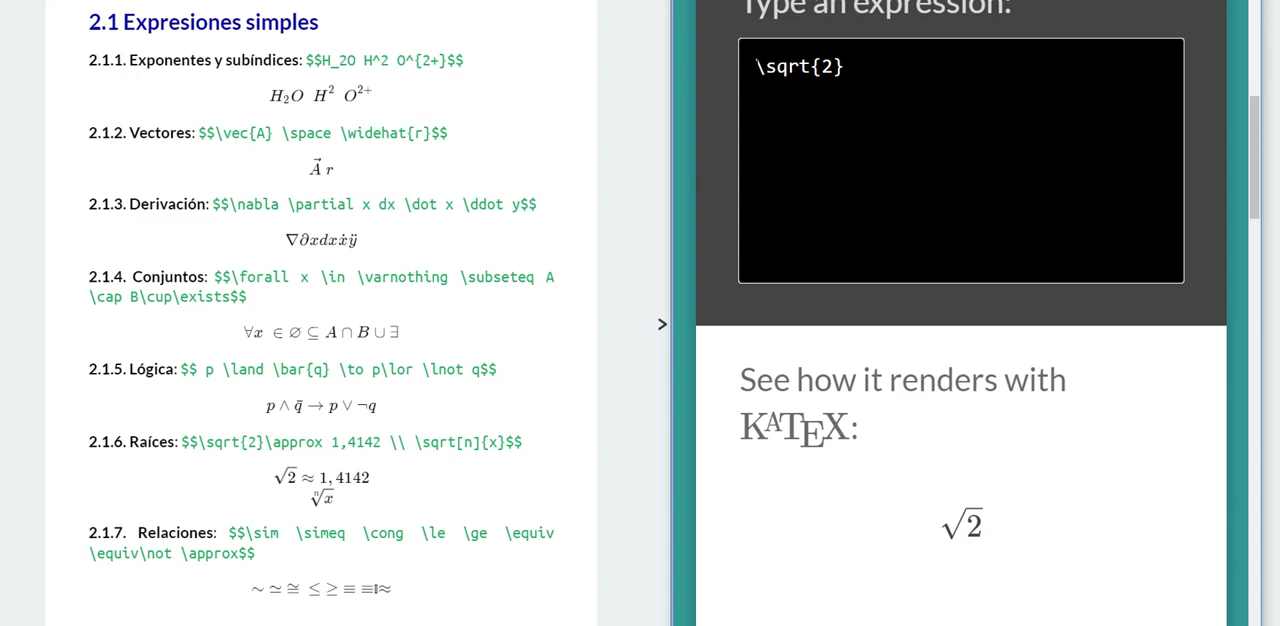 2.1 Expresiones simples
2.1.1. Exponentes y subíndices: $$H_2O H^2 O^{2+}$$
H₂O H² O²⁺
2.1.2. Vectores: $$\vec{A} \space \widehat{r}$$
A⃗ r
2.1.3. Derivación: $$\nabla \partial x dx \dot x \ddot y$$
∇∂xdxẋÿ
2.1.4. Conjuntos: $$\forall x \in \varnothing \subseteq A
\cap B\cup\exists$$
∀x ∈ ∅ ⊆ A ∩ B ∪ ∃
2.1.5. Lógica: $$ p \land \bar{q} \to p\lor \lnot q$$
p ∧ q̄ → p ∨ ¬q
2.1.6. Raíces: $$\sqrt{2}\approx 1,4142 \\ \sqrt[n]{x}$$
√2 ≈ 1,4142
ⁿ√x
2.1.7. Relaciones: $$\sim \simeq \cong \le \ge \equiv
\equiv\not \approx$$
∼ ≃ ≅ ≤ ≥ ≡ ≡≈
>
Type an expression:
\sqrt{2}
See how it renders with
KATEX:
√2